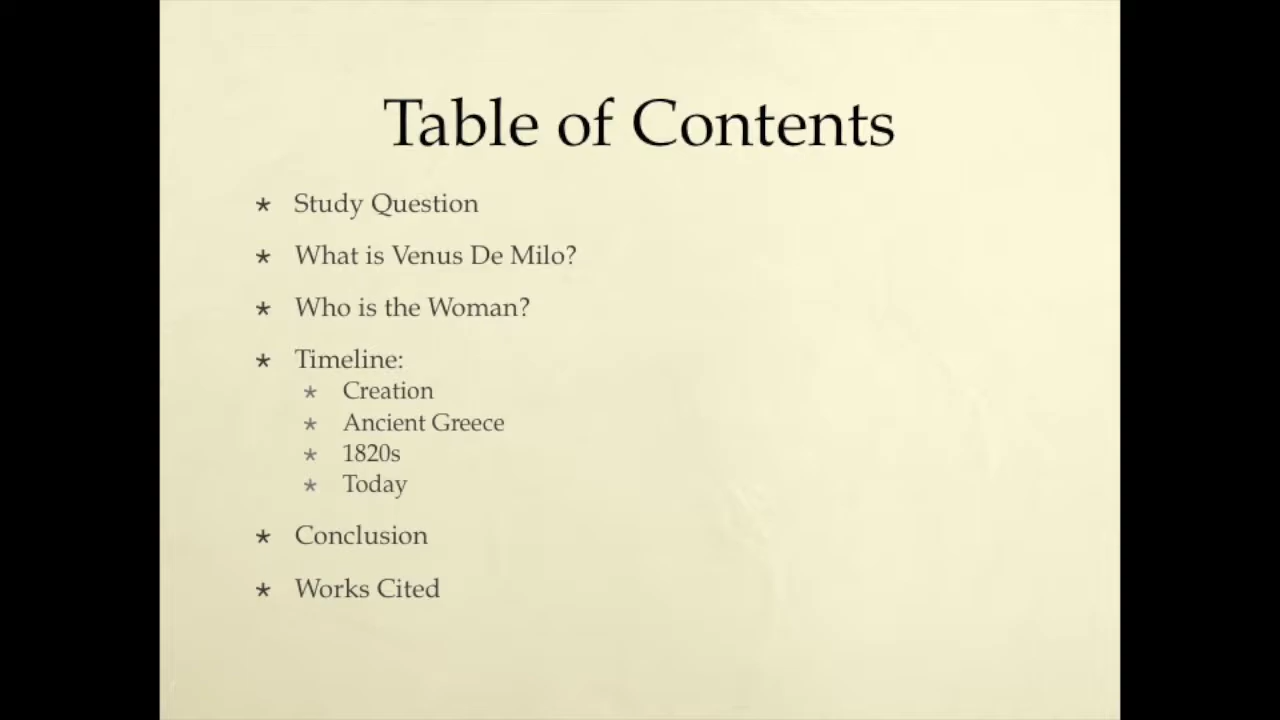 Table of Contents
* Study Question
* What is Venus De Milo?
* Who is the Woman?
* Timeline:
* Creation
* Ancient Greece
* 1820s
* Today
* Conclusion
* Works Cited